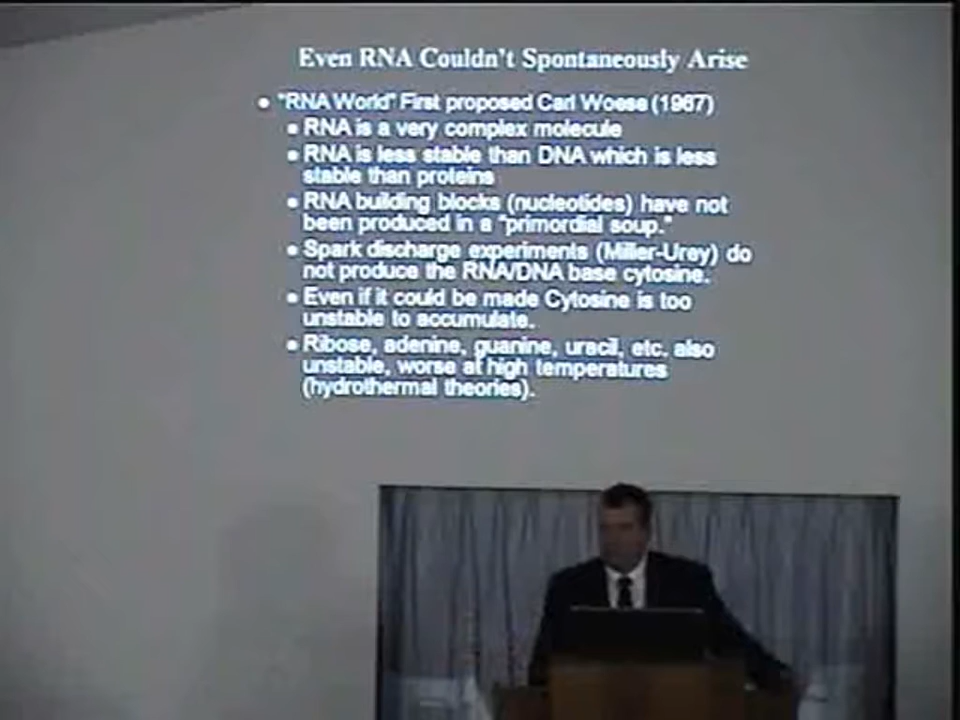 Even RNA Couldn't Spontaneously Arise
• "RNA World" First proposed Carl Woese (1967)
• RNA is a very complex molecule
• RNA is less stable than DNA which is less
stable than proteins
• RNA building blocks (nucleotides) have not
been produced in a "primordial soup."
• Spark discharge experiments (Miller-Urey) do
not produce the RNA/DNA base cytosine.
• Even if it could be made Cytosine is too
unstable to accumulate.
• Ribose, adenine, guanine, uracil, etc. also
unstable, worse at high temperatures
(hydrothermal theories).